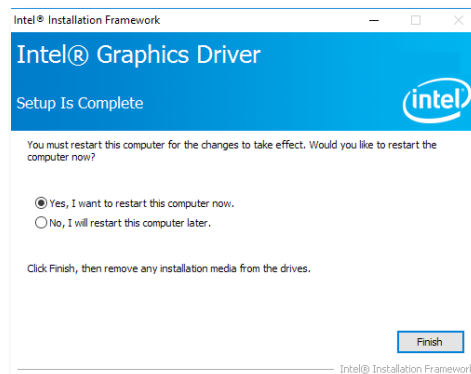 Intel® Installation Framework
Intel® Graphics Driver
Setup Is Complete
intel
You must restart this computer for the changes to take effect. Would you like to restart the
computer now?
Yes, I want to restart this computer now.
No, I will restart this computer later.
Click Finish, then remove any installation media from the drives.
Finish
Intel® Installation Framework